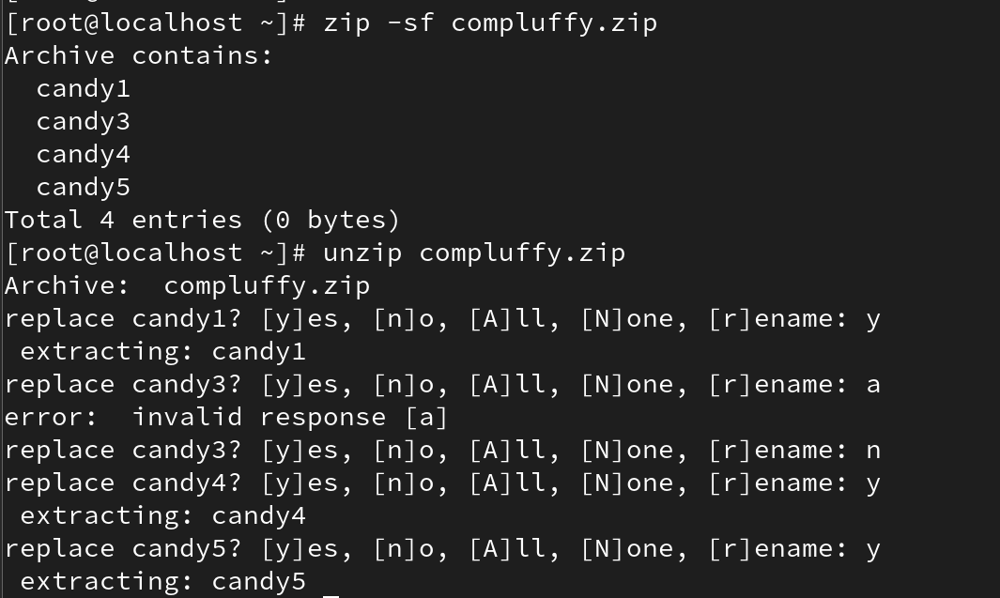 [root@localhost ~]# zip -sf compluffy.zip
Archive contains:
  candy1
  candy3
  candy4
  candy5
Total 4 entries (0 bytes)
[root@localhost ~]# unzip compluffy.zip
Archive:  compluffy.zip
replace candy1? [y]es, [n]o, [A]ll, [N]one, [r]ename: y
 extracting: candy1
replace candy3? [y]es, [n]o, [A]ll, [N]one, [r]ename: a
error:  invalid response [a]
replace candy3? [y]es, [n]o, [A]ll, [N]one, [r]ename: n
replace candy4? [y]es, [n]o, [A]ll, [N]one, [r]ename: y
 extracting: candy4
replace candy5? [y]es, [n]o, [A]ll, [N]one, [r]ename: y
 extracting: candy5